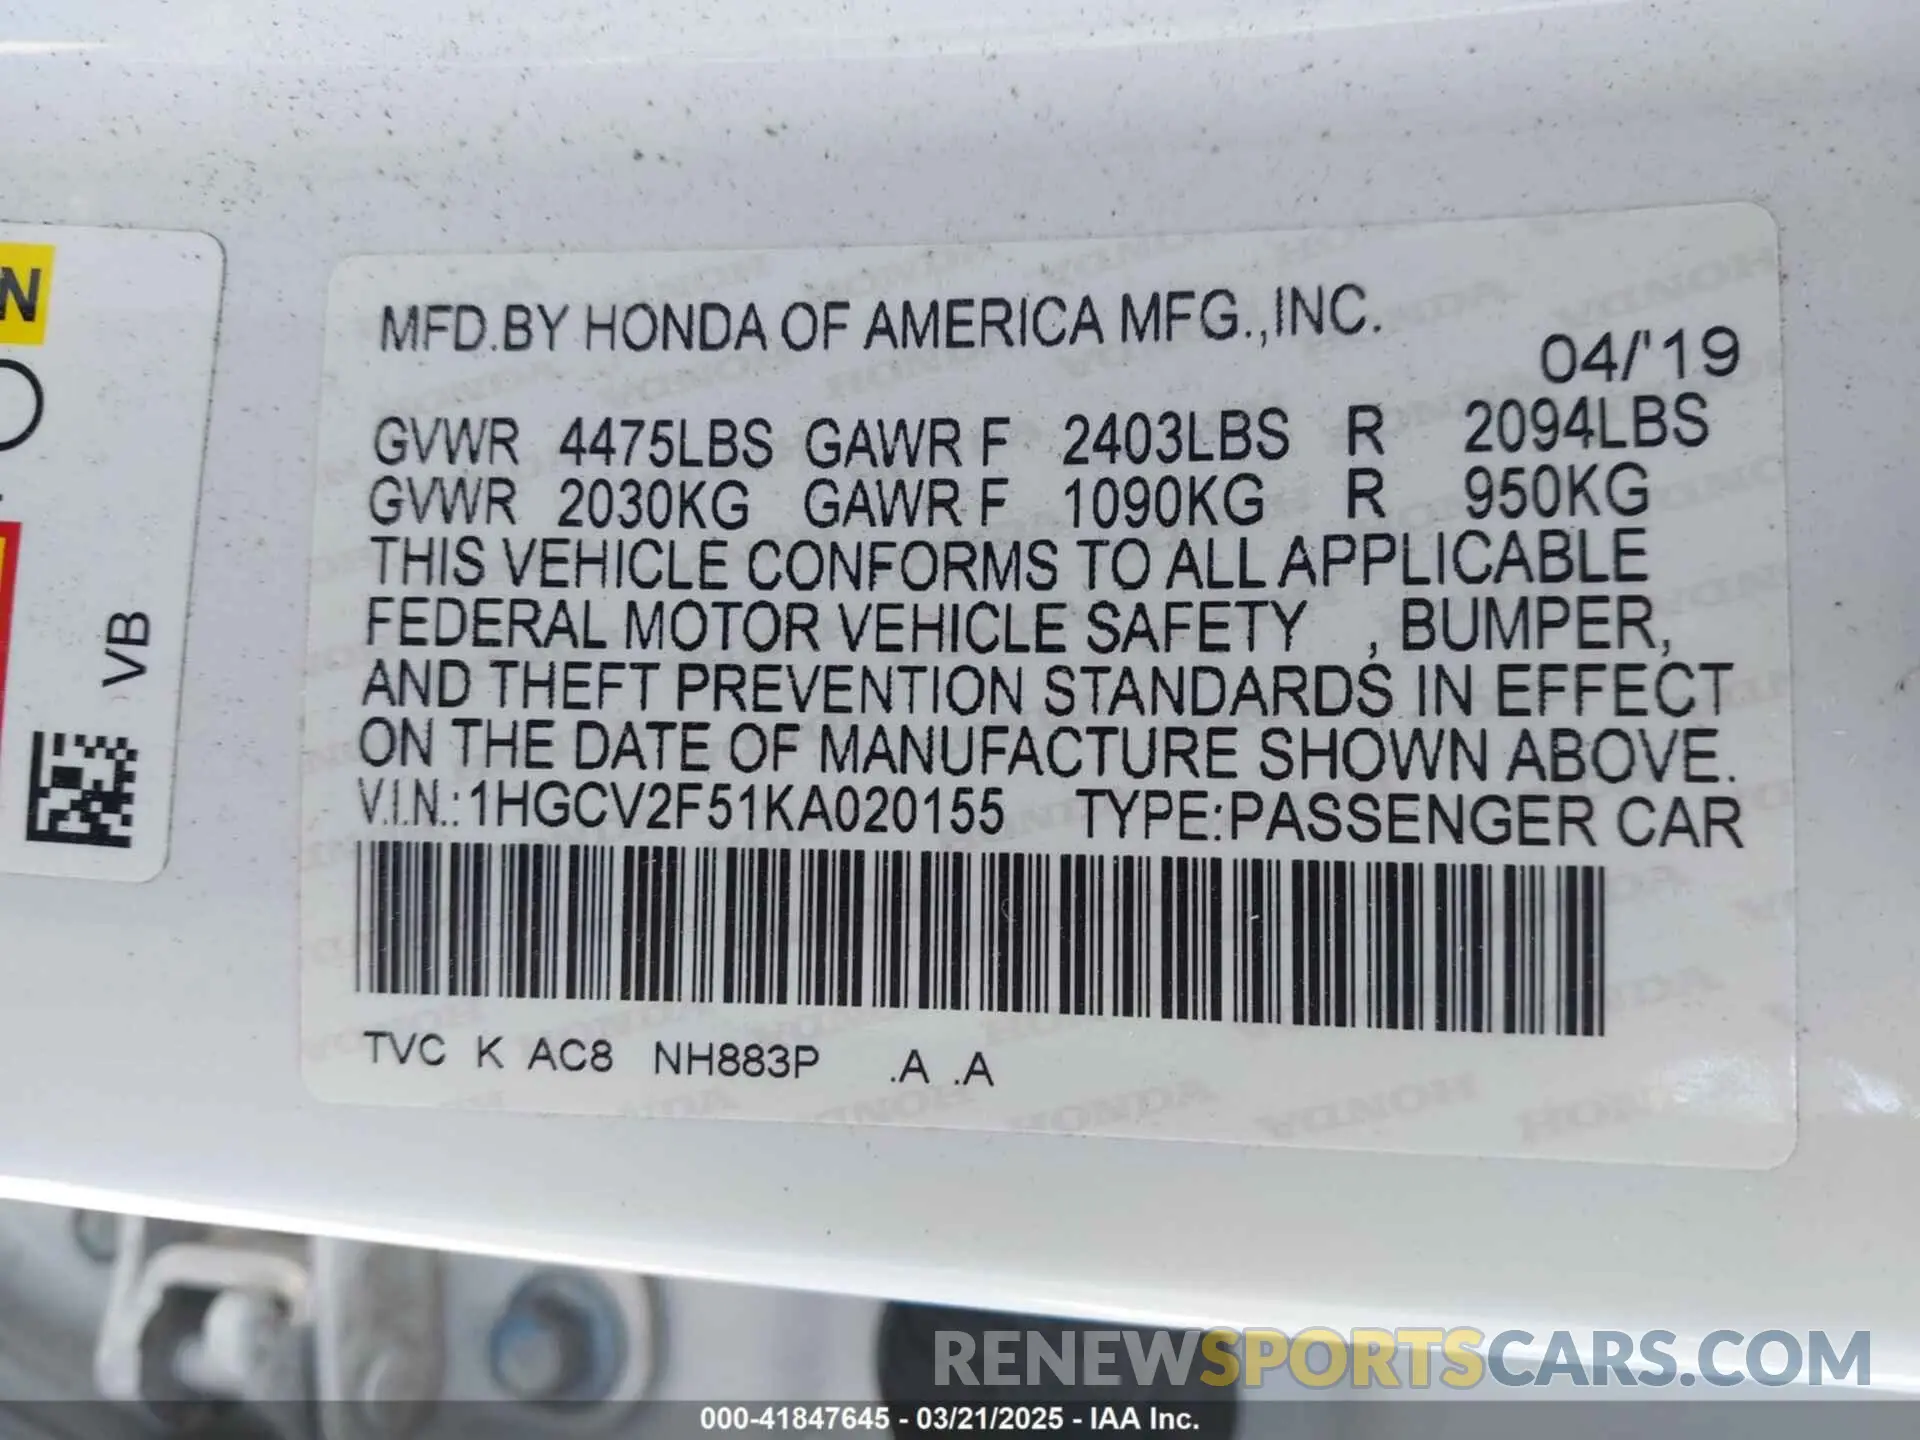 MFD.BY HONDA OF AMERICA MFG.,INC.
04/'19
GVWR 4475LBS GAWR F 2403LBS R 2094LBS
GVWR 2030KG GAWR F 1090KG R 950KG
THIS VEHICLE CONFORMS TO ALL APPLICABLE
FEDERAL MOTOR VEHICLE SAFETY , BUMPER,
AND THEFT PREVENTION STANDARDS IN EFFECT
ON THE DATE OF MANUFACTURE SHOWN ABOVE.
V.I.N.: 1HGCV2F51KA020155 TYPE:PASSENGER CAR
TVC K AC8 NH883P .A .A
N
VB
RENEWSPORTSCARS.COM
000-41847645 - 03/21/2025 - IAA Inc.